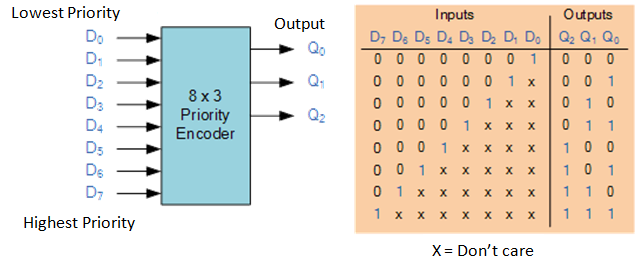 Lowest Priority
D₀
D₁
D₂
D₃
D₄
D₅
D₆
D₇
Highest Priority
8 x 3
Priority
Encoder
Output
Q₀
Q₁
Q₂
Inputs Outputs
D₇ D₆ D₅ D₄ D₃ D₂ D₁ D₀ Q₂ Q₁ Q₀
0 0 0 0 0 0 0 1 0 0 0
0 0 0 0 0 0 1 x 0 0 1
0 0 0 0 0 1 x x 0 1 0
0 0 0 0 1 x x x 0 1 1
0 0 0 1 x x x x 1 0 0
0 0 1 x x x x x 1 0 1
0 1 x x x x x x 1 1 0
1 x x x x x x x 1 1 1
X = Don't care